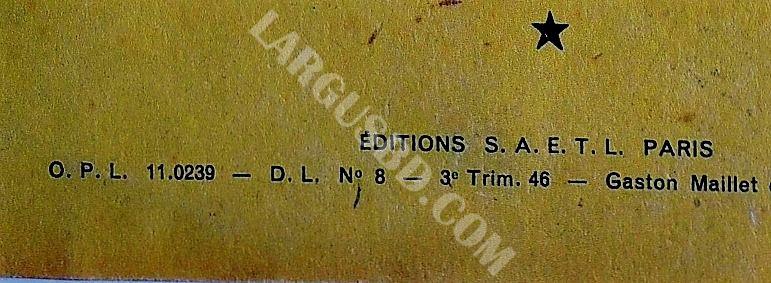 ★
ÉDITIONS S. A. E. T. L. PARIS
O. P. L. 11.0239 — D. L. Nº 8 — 3e Trim. 46 — Gaston Maillet
LARGUSBD.COM